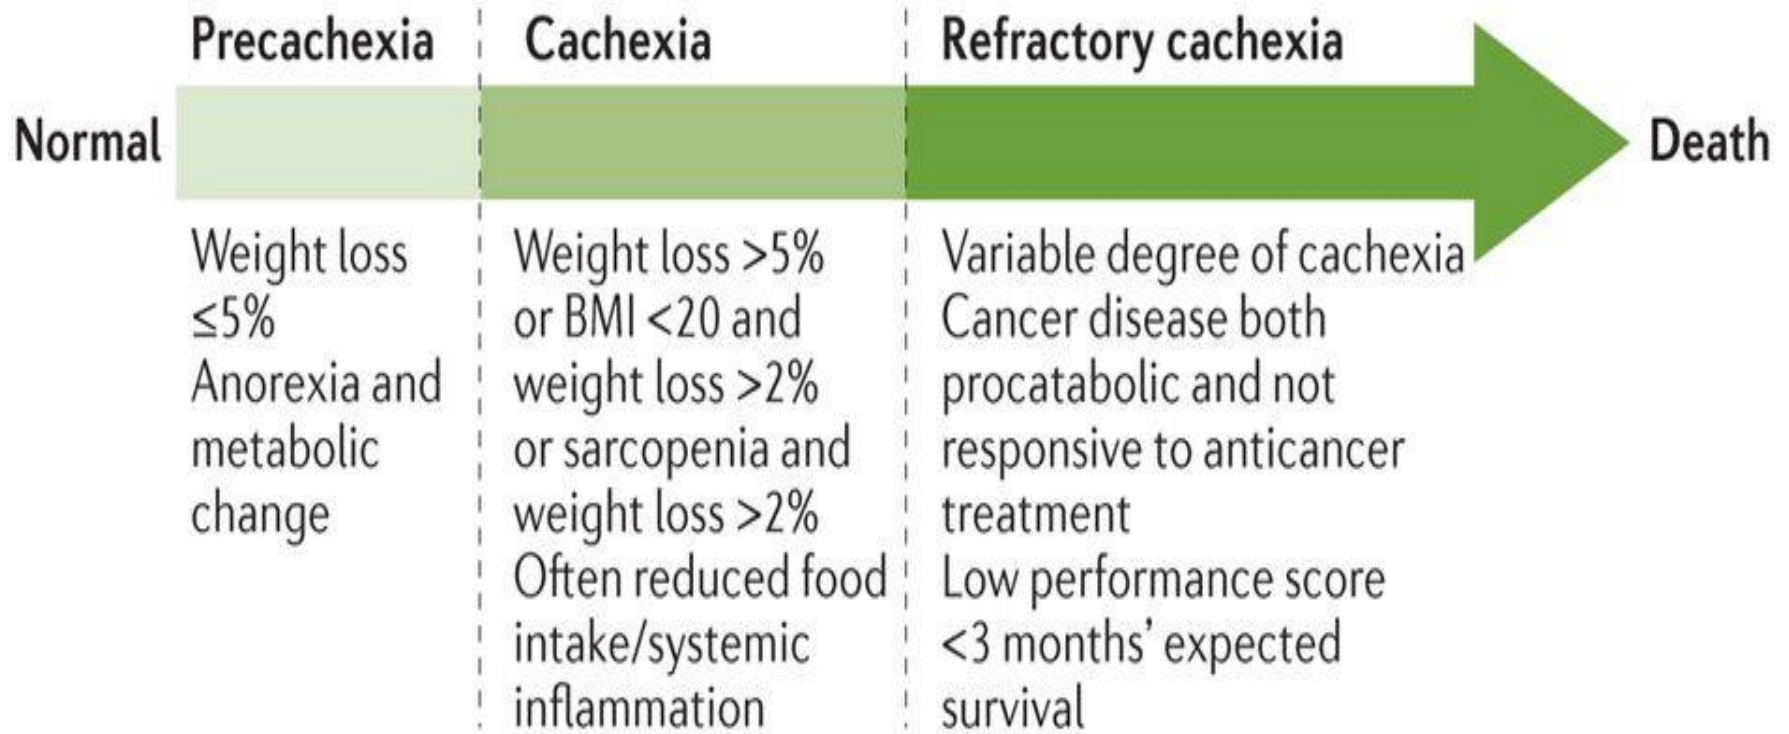 Precachexia
Cachexia
Refractory cachexia
Normal
Death
Weight loss
≤5%
Anorexia and
metabolic
change
Weight loss >5%
or BMI <20 and
weight loss >2%
or sarcopenia and
weight loss >2%
Often reduced food
intake/systemic
inflammation
Variable degree of cachexia
Cancer disease both
procatabolic and not
responsive to anticancer
treatment
Low performance score
<3 months’ expected
survival